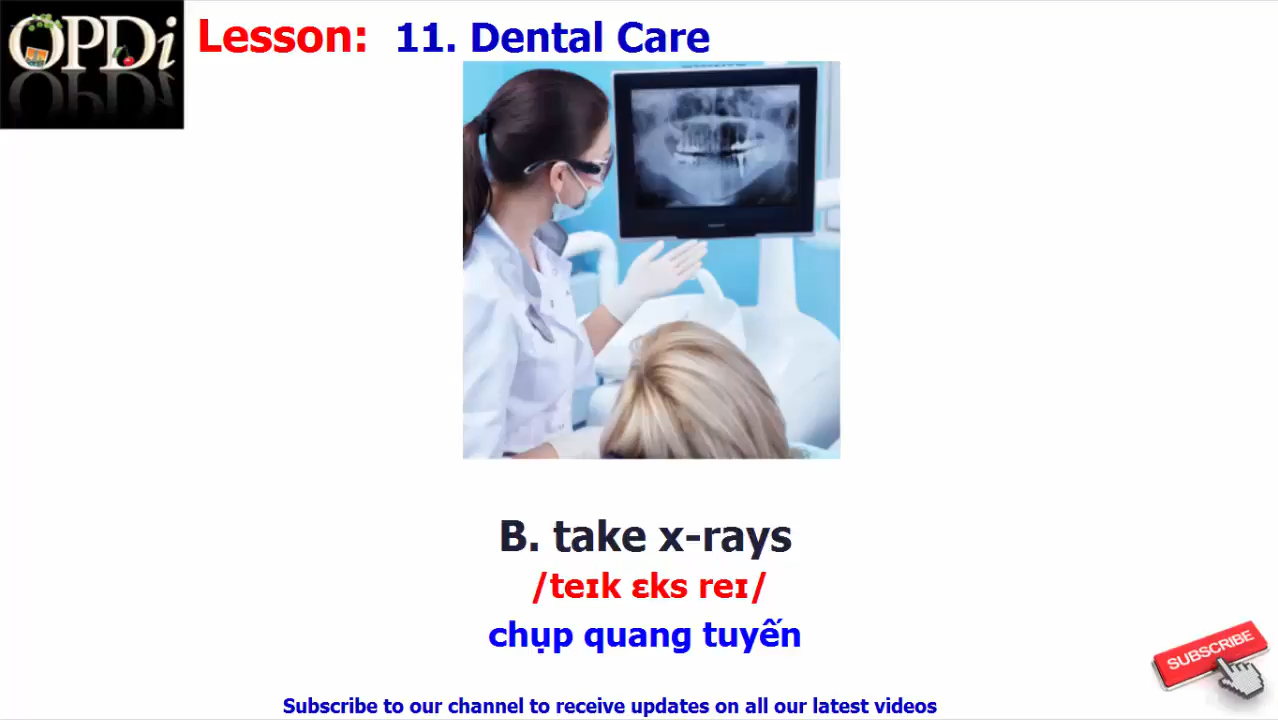 OPDi
Lesson: 11. Dental Care
B. take x-rays
/teɪk ɛks reɪ/
chụp quang tuyến
SUBSCRIBE
Subscribe to our channel to receive updates on all our latest videos